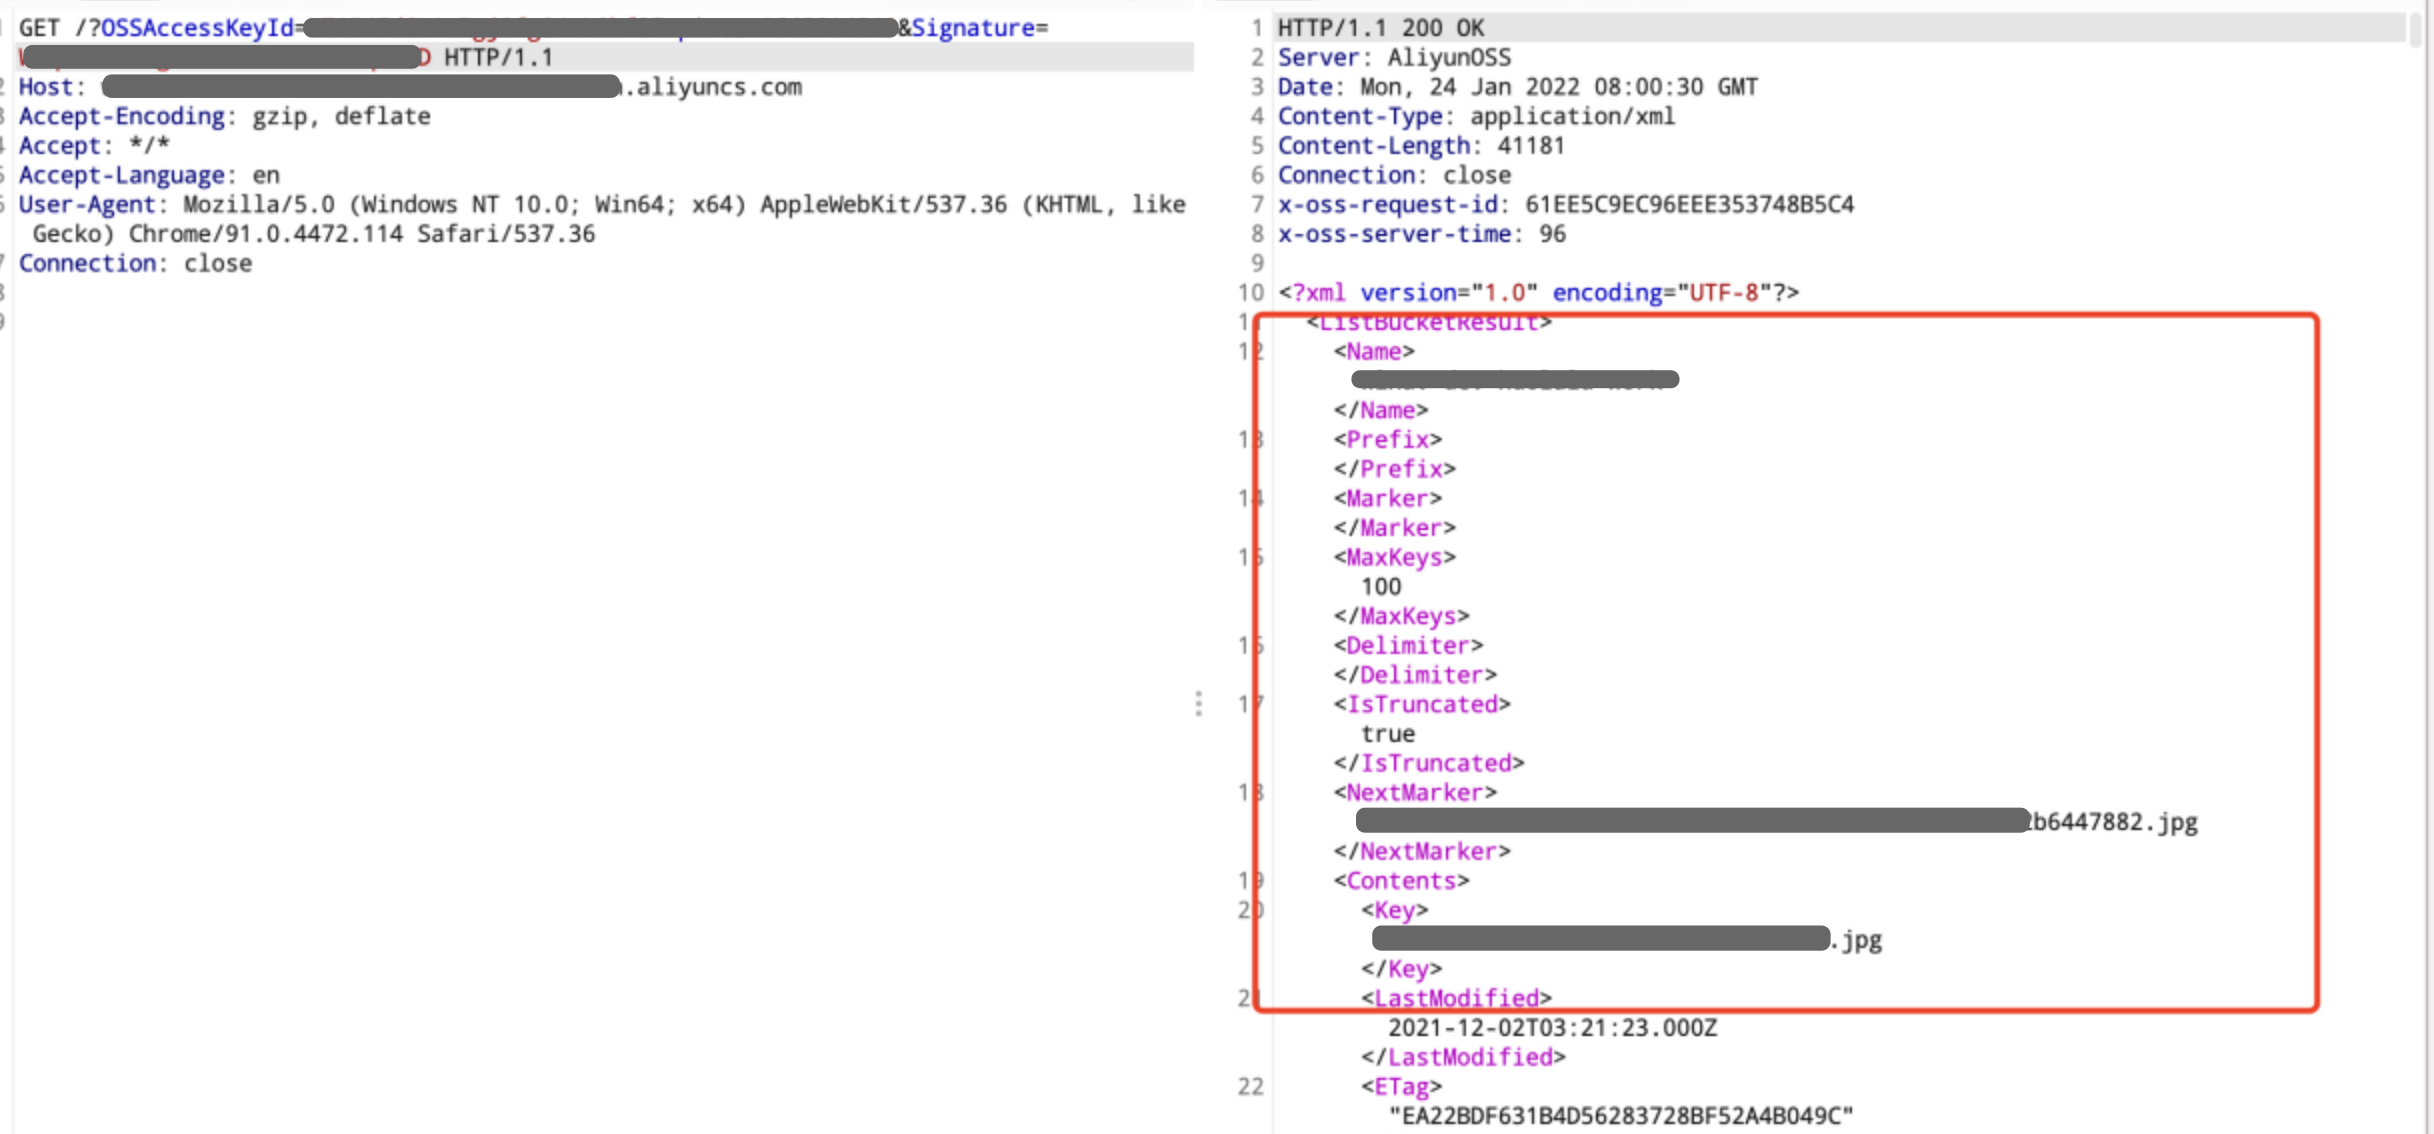 GET /?OSSAccessKeyId= &Signature=
D HTTP/1.1
Host: .aliyuncs.com
Accept-Encoding: gzip, deflate
Accept: */*
Accept-Language: en
User-Agent: Mozilla/5.0 (Windows NT 10.0; Win64; x64) AppleWebKit/537.36 (KHTML, like
Gecko) Chrome/91.0.4472.114 Safari/537.36
Connection: close
1 HTTP/1.1 200 OK
2 Server: AliyunOSS
3 Date: Mon, 24 Jan 2022 08:00:30 GMT
4 Content-Type: application/xml
5 Content-Length: 41181
6 Connection: close
7 x-oss-request-id: 61EE5C9EC96EEE353748B5C4
8 x-oss-server-time: 96
9
10 <?xml version="1.0" encoding="UTF-8"?>
11 <ListBucketResult>
12 <Name>
</Name>
13 <Prefix>
</Prefix>
14 <Marker>
</Marker>
15 <MaxKeys>
100
</MaxKeys>
16 <Delimiter>
</Delimiter>
17 <IsTruncated>
true
</IsTruncated>
18 <NextMarker>
b6447882.jpg
</NextMarker>
19 <Contents>
20 <Key>
.jpg
</Key>
21 <LastModified>
2021-12-02T03:21:23.000Z
</LastModified>
22 <ETag>
"EA22BDF631B4D56283728BF52A4B049C"